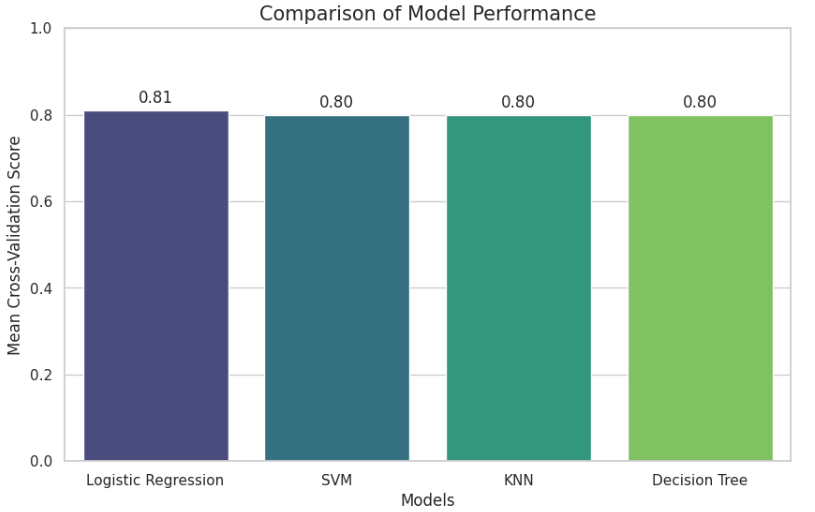 Comparison of Model Performance
1.0
0.8
0.6
0.4
0.2
0.0
Mean Cross-Validation Score
0.81
0.80
0.80
0.80
Logistic Regression
SVM
KNN
Decision Tree
Models